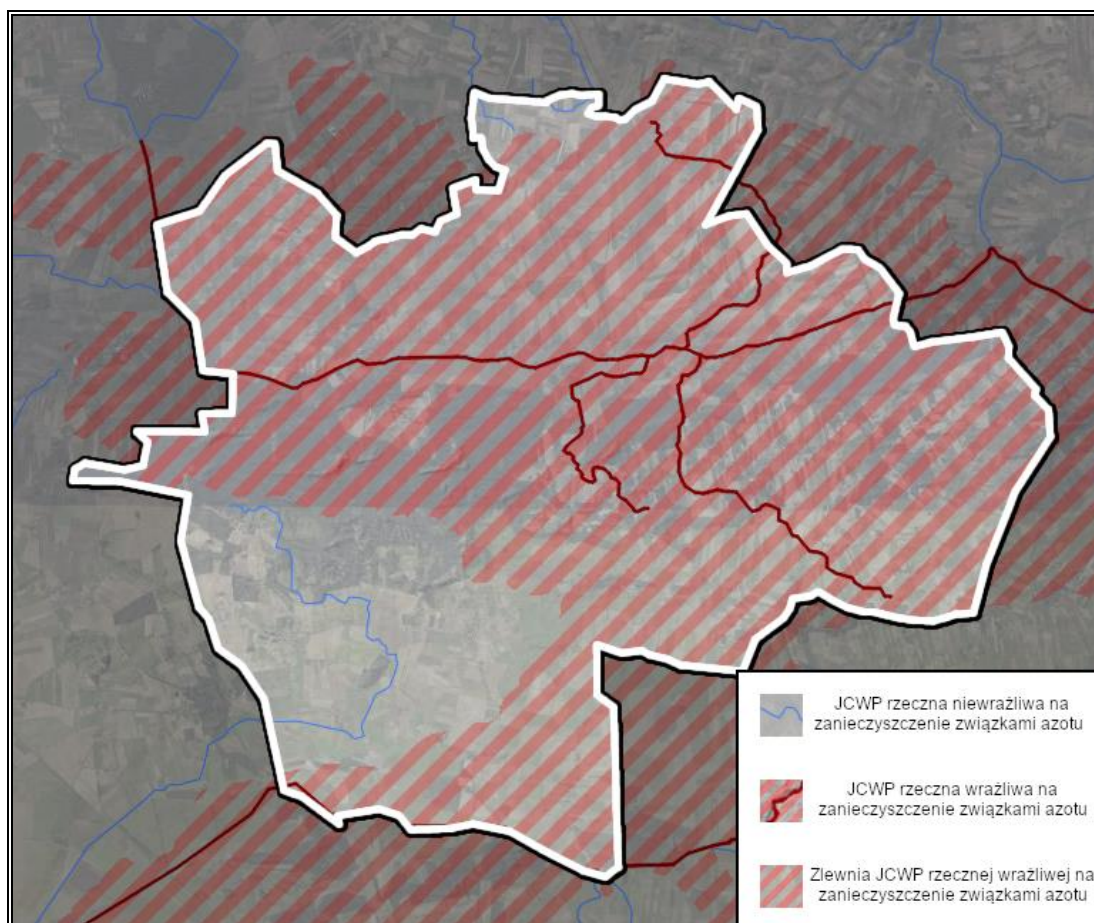 JCWP rzeczna niewrażliwa na
zanieczyszczenie związkami azotu
JCWP rzeczna wrażliwa na
zanieczyszczenie związkami azotu
Zlewnia JCWP rzecznej wrażliwej na
zanieczyszczenie związkami azotu